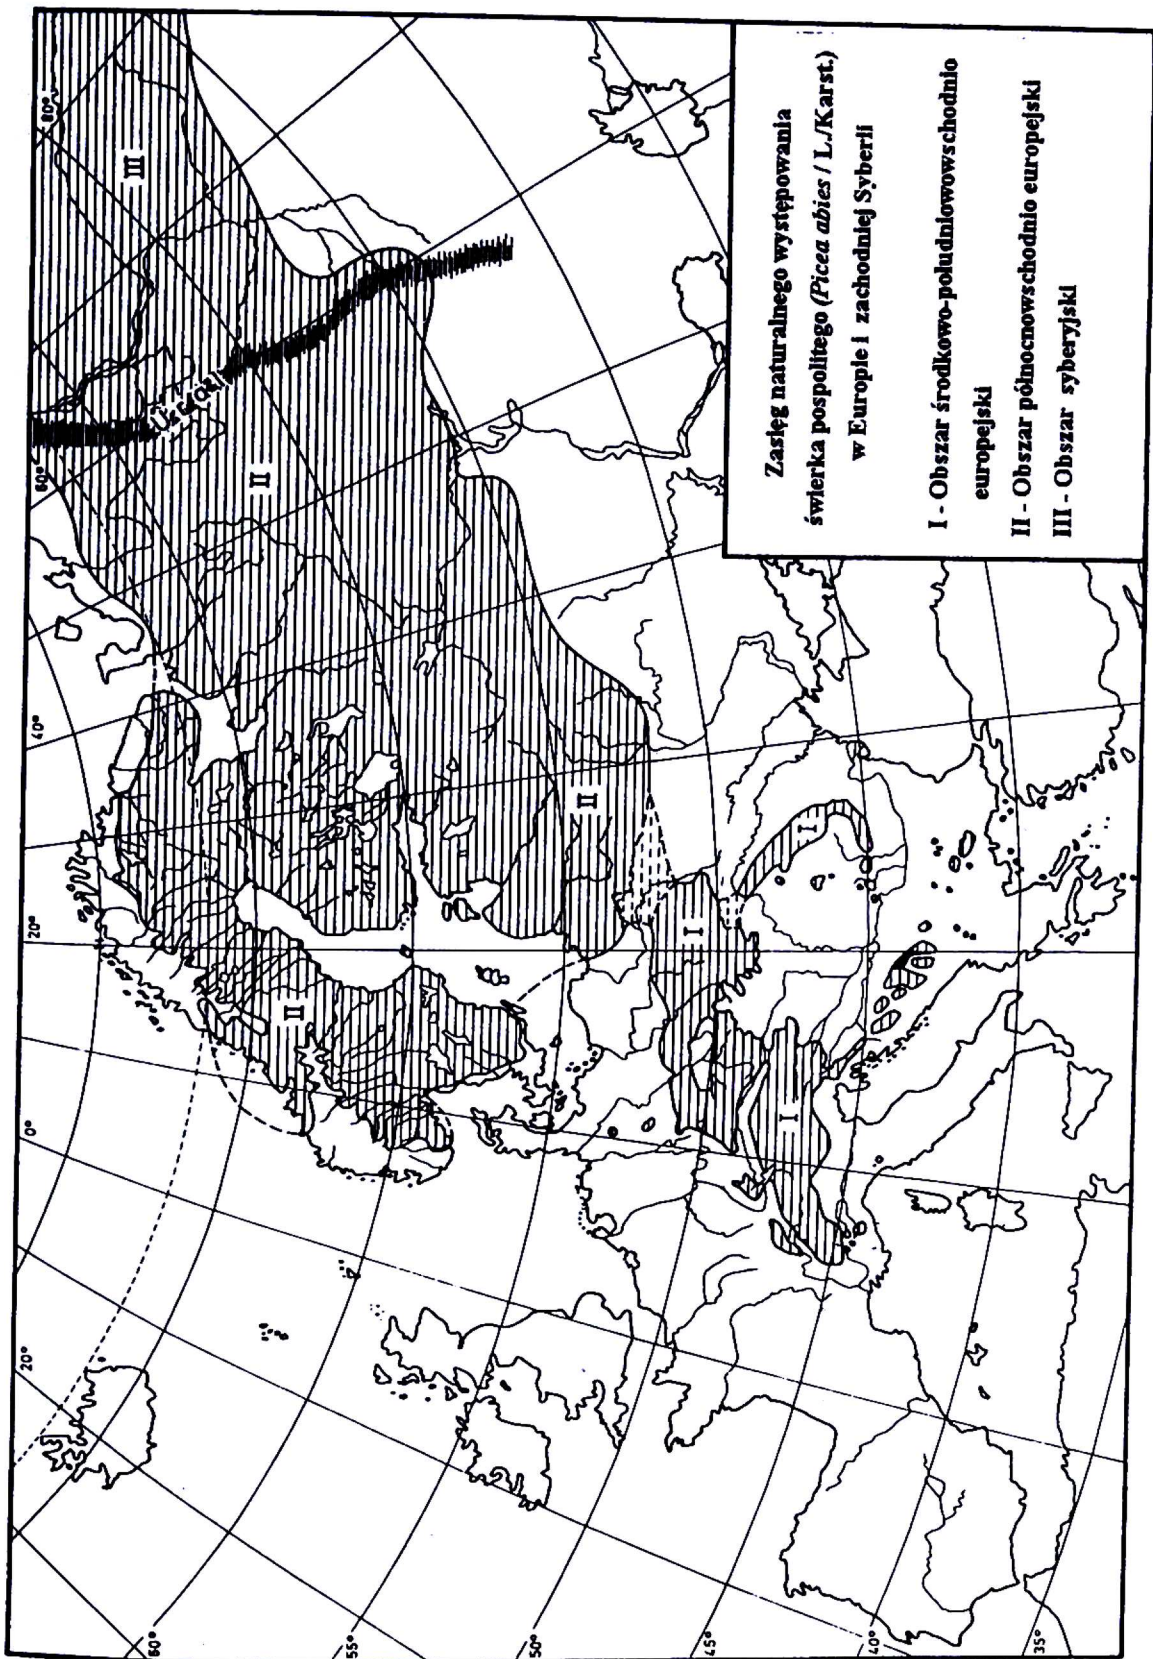 Zasięg naturalnego występowania
świerka pospolitego (Picea abies / L./Karst.)
w Europie i zachodniej Syberii
I - Obszar środkowo-południowowschodnio
europejski
II - Obszar północnowschodnio europejski
III - Obszar syberyjski
20°
0°
20°
40°
60°
80°
60°
55°
50°
45°
40°
35°
Ural
III
II
II
II
I
I
I